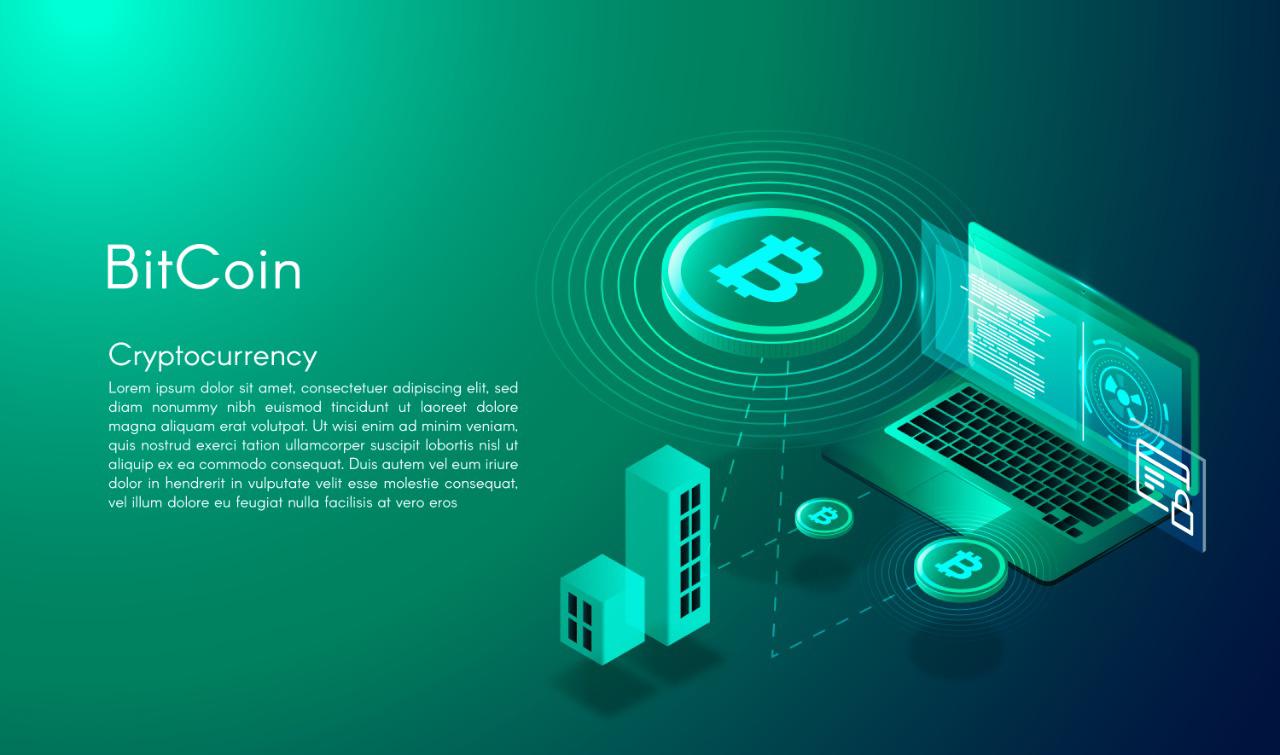 BitCoin
Cryptocurrency
Lorem ipsum dolor sit amet, consectetuer adipiscing elit, sed
diam nonummy nibh euismod tincidunt ut laoreet dolore
magna aliquam erat volutpat. Ut wisi enim ad minim veniam,
quis nostrud exerci tation ullamcorper suscipit lobortis nisl ut
aliquip ex ea commodo consequat. Duis autem vel eum iriure
dolor in hendrerit in vulputate velit esse molestie consequat,
vel illum dolore eu feugiat nulla facilisis at vero eros